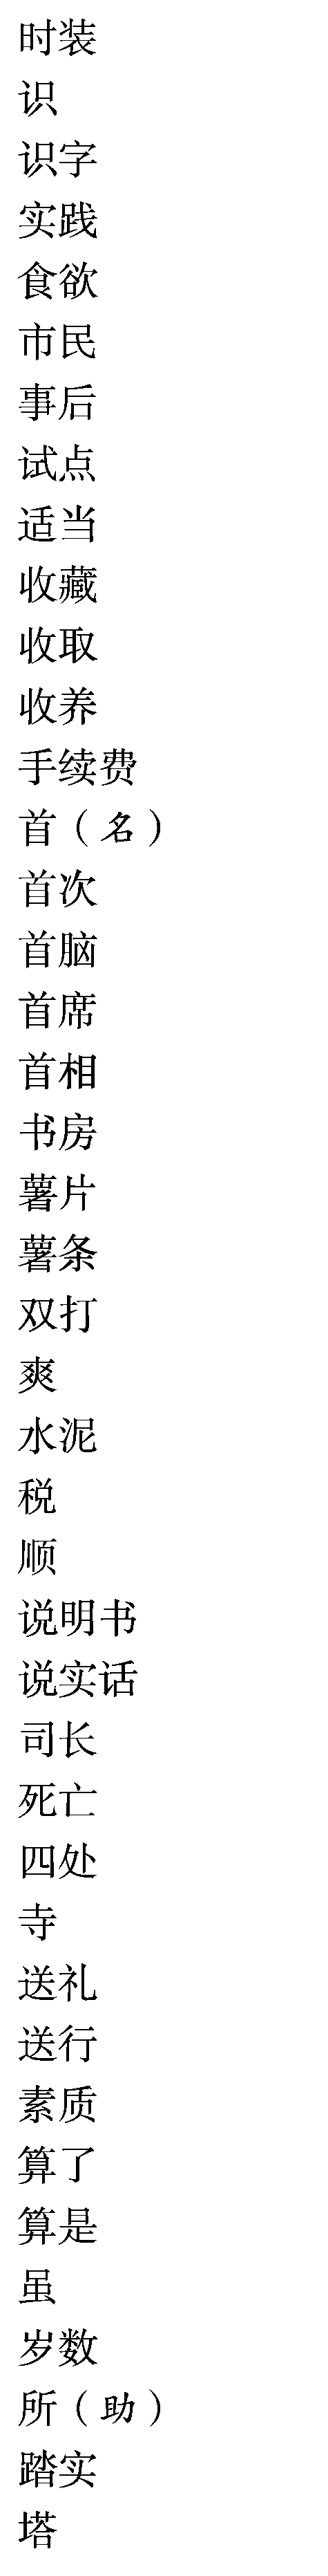 时装
识
识字
实践
食欲
市民
事后
试点
适当
收藏
收取
收养
手续费
首（名）
首次
首脑
首席
首相
书房
薯片
薯条
双打
爽
水泥
税
顺
说明书
说实话
司长
死亡
四处
寺
送礼
送行
素质
算了
算是
虽
岁数
所（助）
踏实
塔